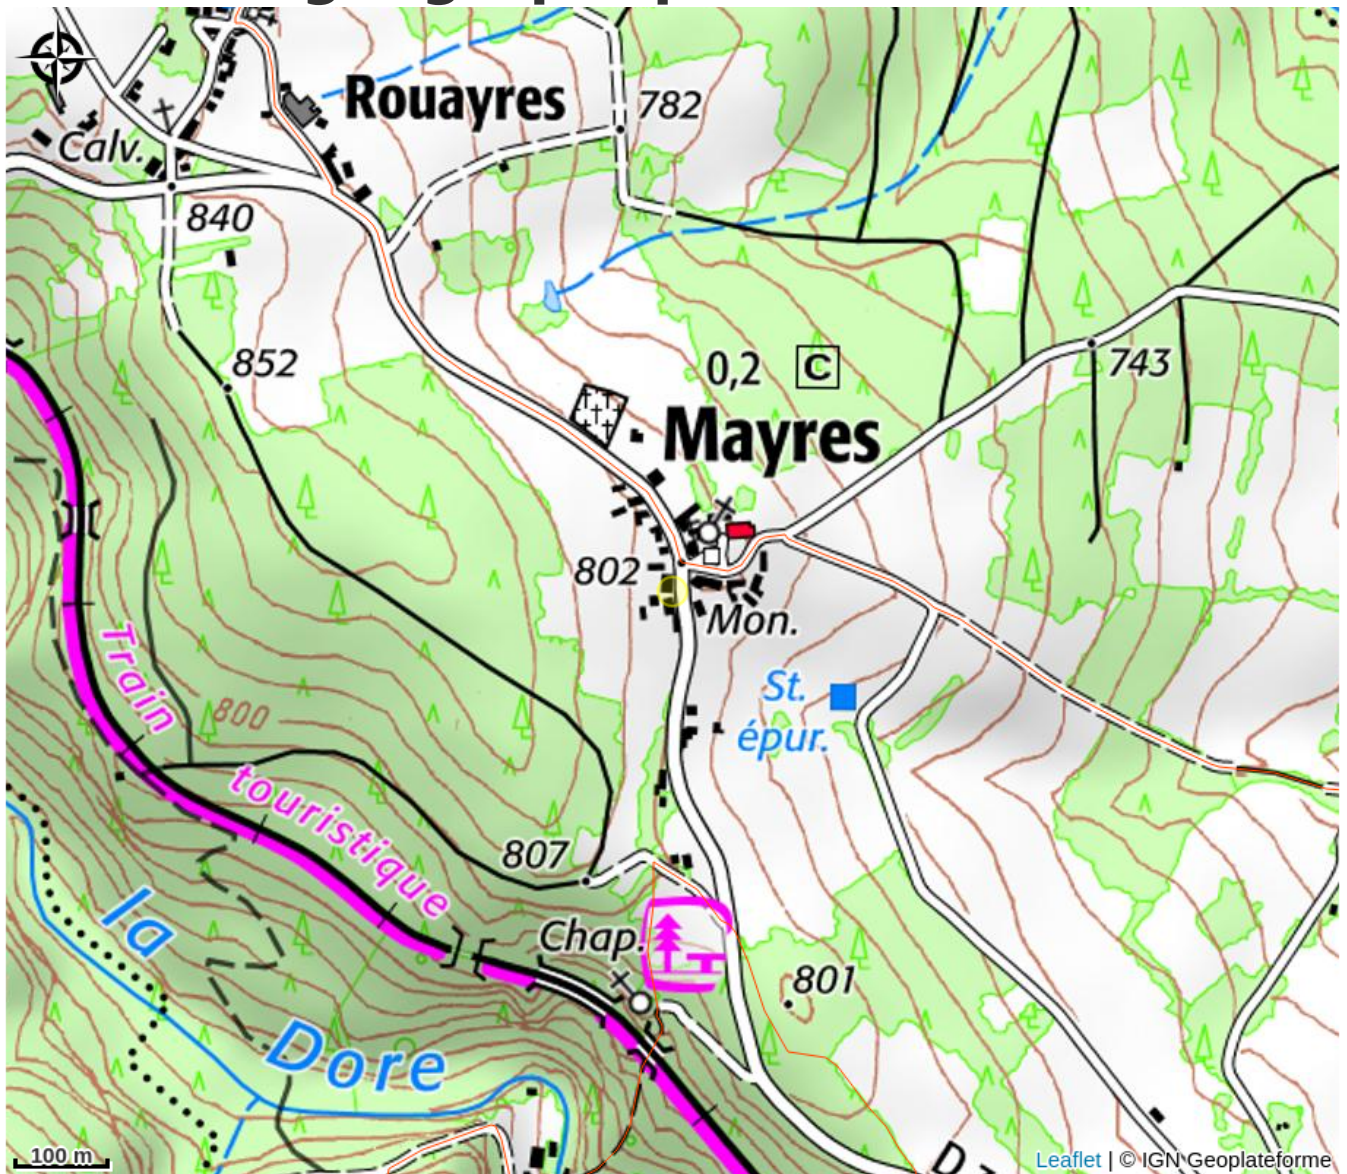 Rouayres
782
Calv.
840
852
0,2 C
743
Mayres
802
Mon.
St.
épur.
Train
800
touristique
807
la
Chap.
801
Dore
D
100 m
Leaflet | © IGN Geoplateforme